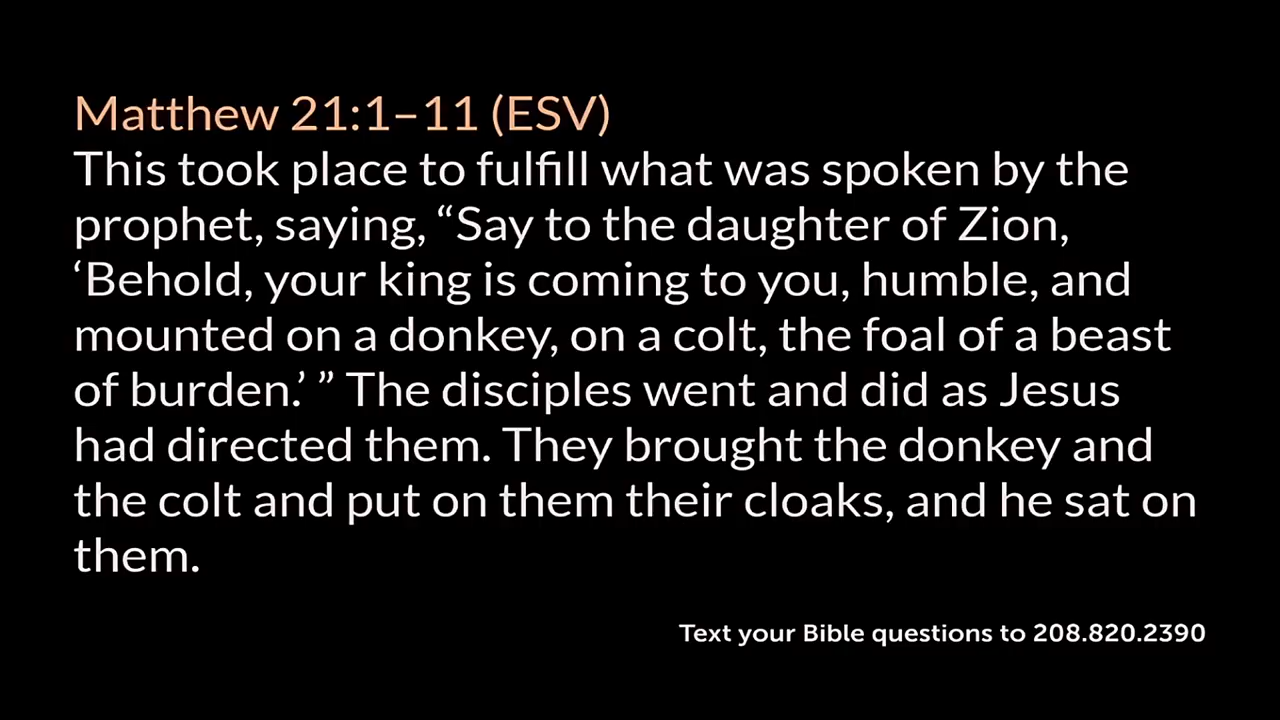 Matthew 21:1–11 (ESV)
This took place to fulfill what was spoken by the
prophet, saying, “Say to the daughter of Zion,
‘Behold, your king is coming to you, humble, and
mounted on a donkey, on a colt, the foal of a beast
of burden.’ ” The disciples went and did as Jesus
had directed them. They brought the donkey and
the colt and put on them their cloaks, and he sat on
them.
Text your Bible questions to 208.820.2390